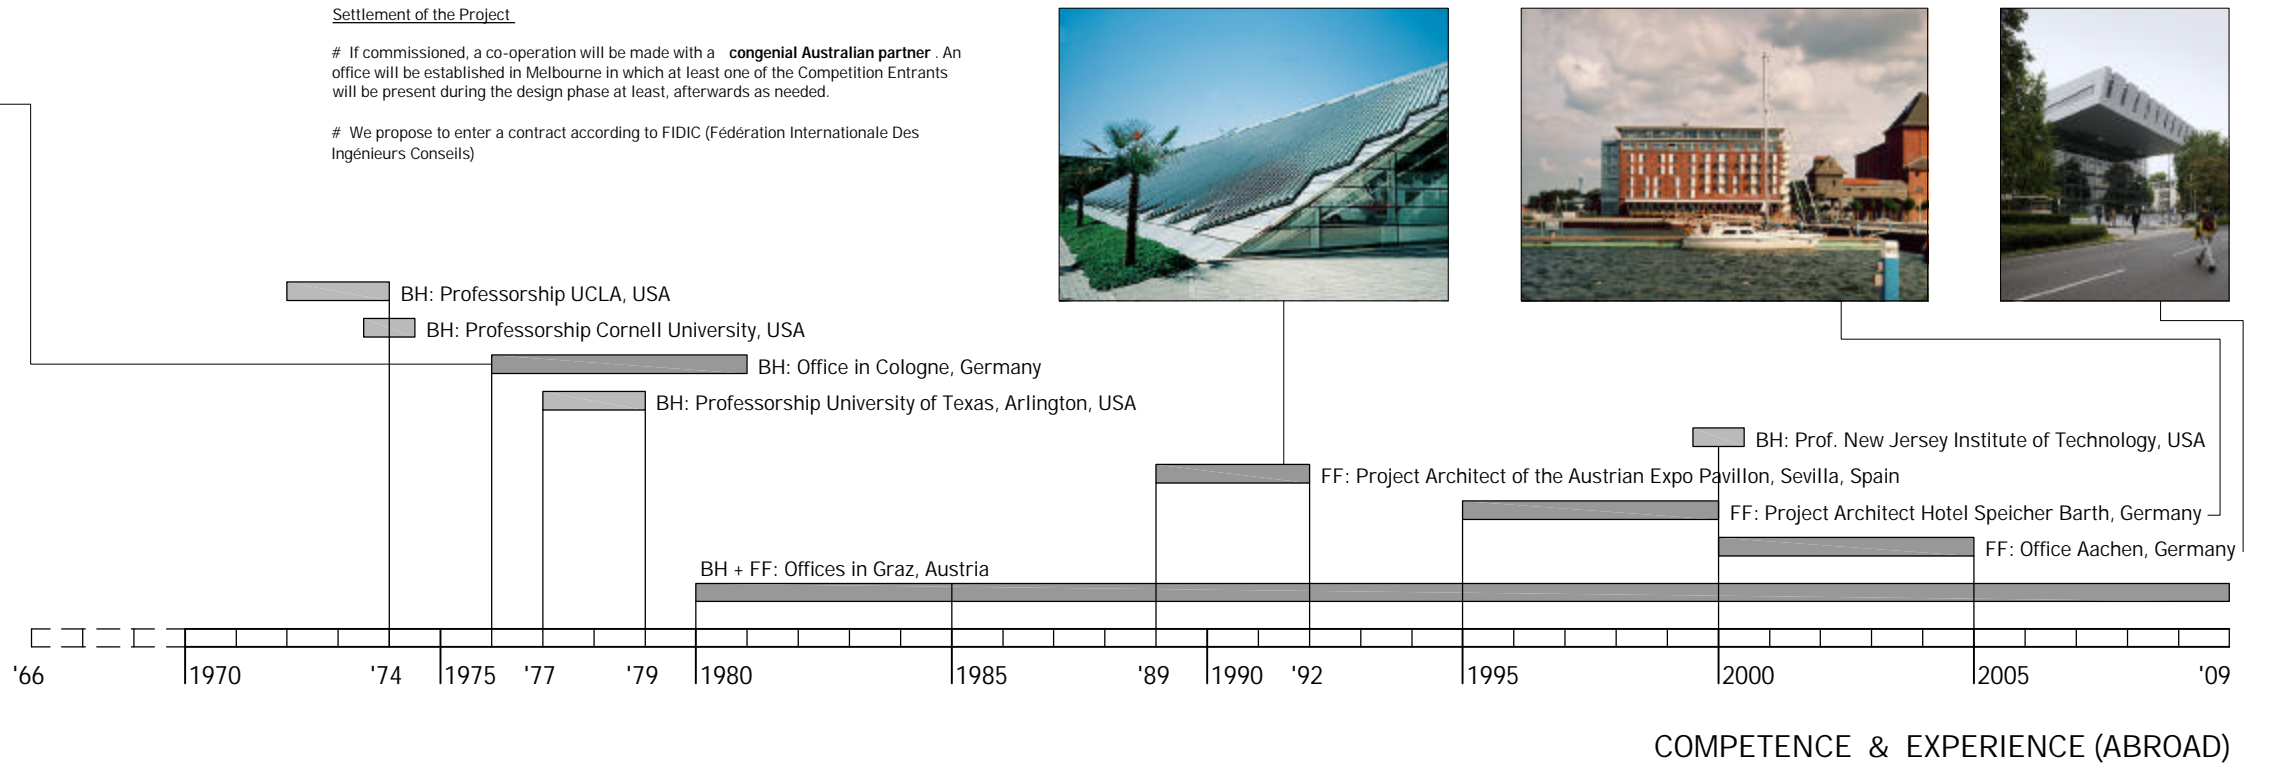 Settlement of the Project
# If commissioned, a co-operation will be made with a congenial Australian partner . An
office will be established in Melbourne in which at least one of the Competition Entrants
will be present during the design phase at least, afterwards as needed.
# We propose to enter a contract according to FIDIC (Fédération Internationale Des
Ingénieurs Conseils)
BH: Professorship UCLA, USA
BH: Professorship Cornell University, USA
BH: Office in Cologne, Germany
BH: Professorship University of Texas, Arlington, USA
BH: Prof. New Jersey Institute of Technology, USA
FF: Project Architect of the Austrian Expo Pavillon, Sevilla, Spain
FF: Project Architect Hotel Speicher Barth, Germany
FF: Office Aachen, Germany
BH + FF: Offices in Graz, Austria
'66 1970 '74 1975 '77 '79 1980 1985 '89 1990 '92 1995 2000 2005 '09
COMPETENCE & EXPERIENCE (ABROAD)